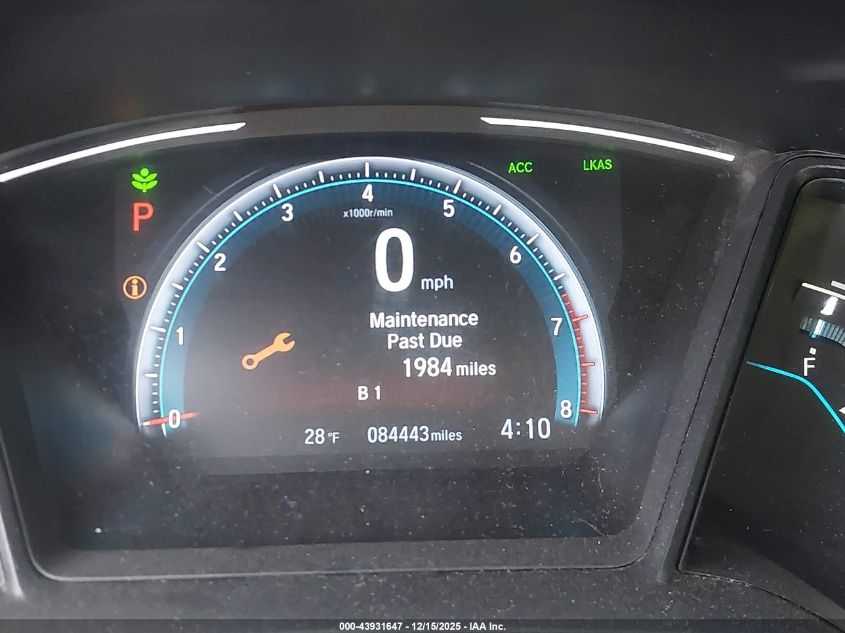 ACC LKAS
P
4
3 5
x1000r/min
2 6
0 mph
Maintenance
Past Due
1 7
1984 miles
B 1
0 8
28°F 084443 miles 4:10
F
000-43931647 - 12/15/2025 - IAA Inc.